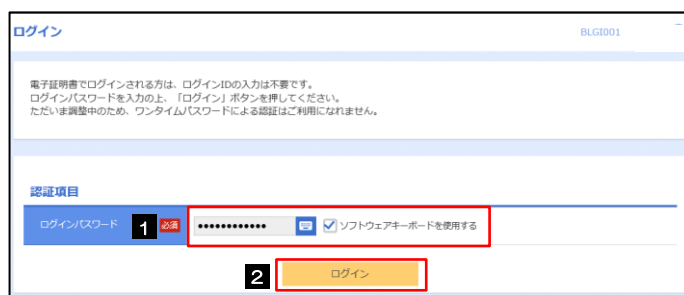 ログイン
BLGI001
電子証明書でログインされる方は、ログインIDの入力は不要です。
ログインパスワードを入力の上、「ログイン」ボタンを押してください。
ただいま調整中のため、ワンタイムパスワードによる認証はご利用になれません。
認証項目
ログインパスワード 1 必須 •••••••••••• ソフトウェアキーボードを使用する
2 ログイン